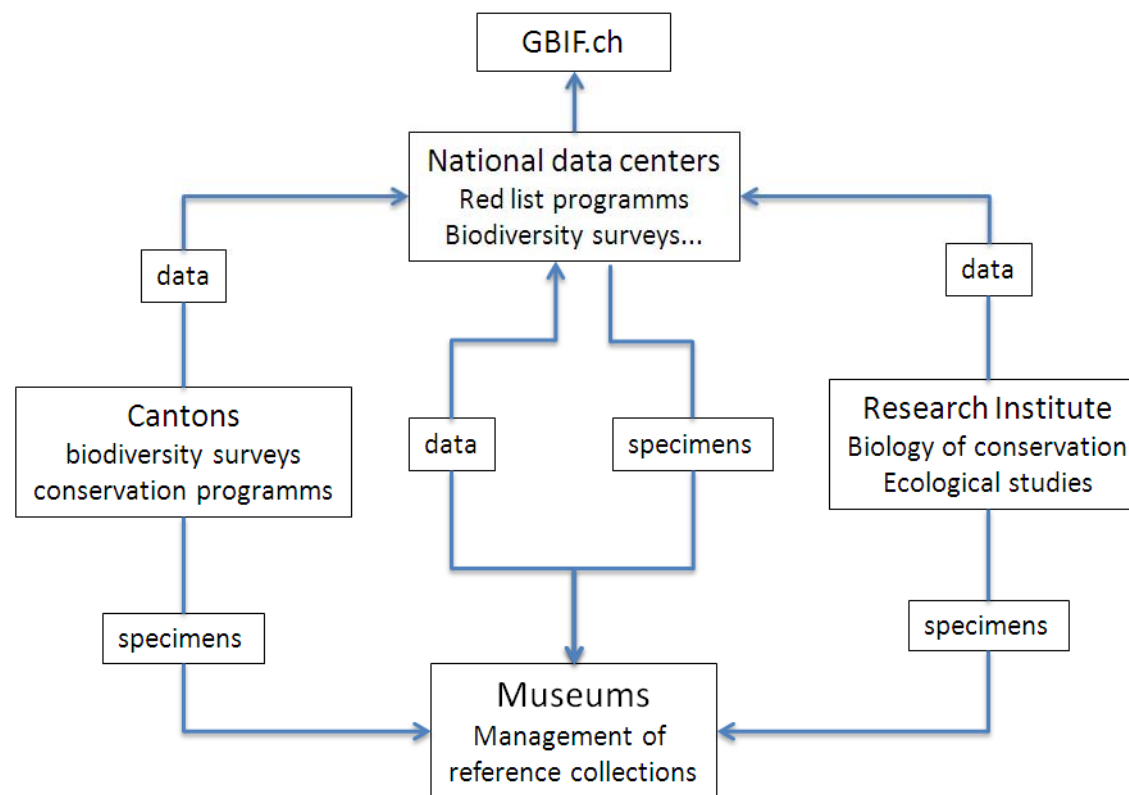 GBIF.ch
National data centers
Red list programms
Biodiversity surveys...
data
data
Cantons
biodiversity surveys
conservation programms
data
specimens
Research Institute
Biology of conservation
Ecological studies
specimens
specimens
Museums
Management of
reference collections